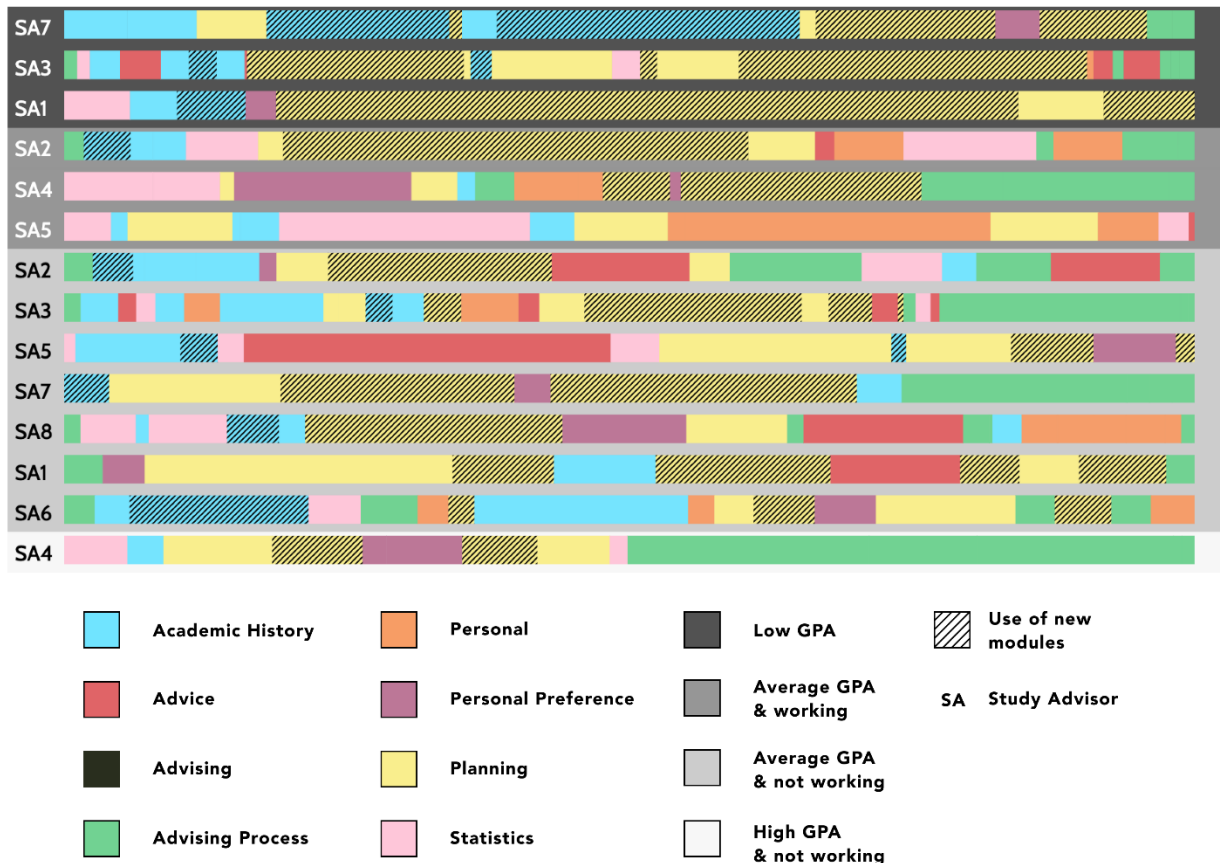 SA7
SA3
SA1
SA2
SA4
SA5
SA2
SA3
SA5
SA7
SA8
SA1
SA6
SA4
Academic History
Personal
Low GPA
Use of new
modules
Advice
Personal Preference
Average GPA
& working
SA Study Advisor
Advising
Planning
Average GPA
& not working
Advising Process
Statistics
High GPA
& not working